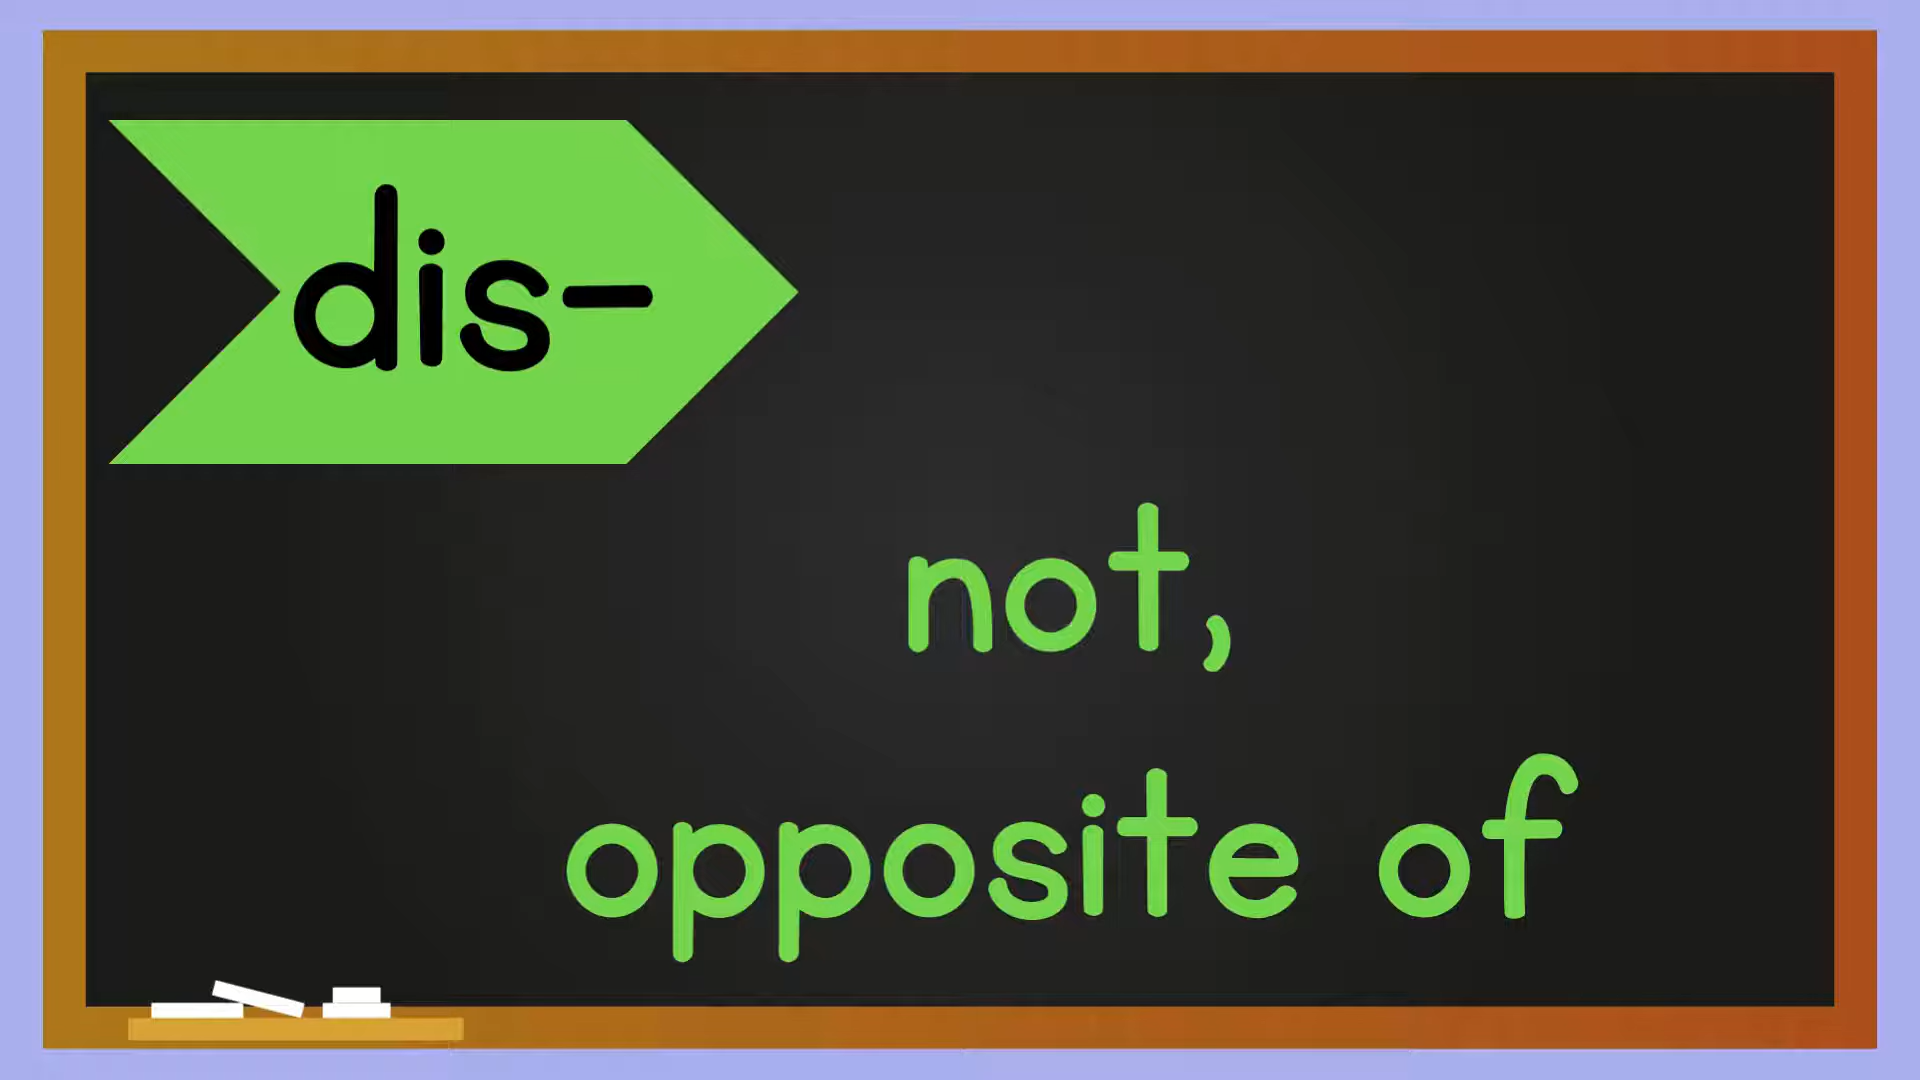 dis-
not,
opposite of